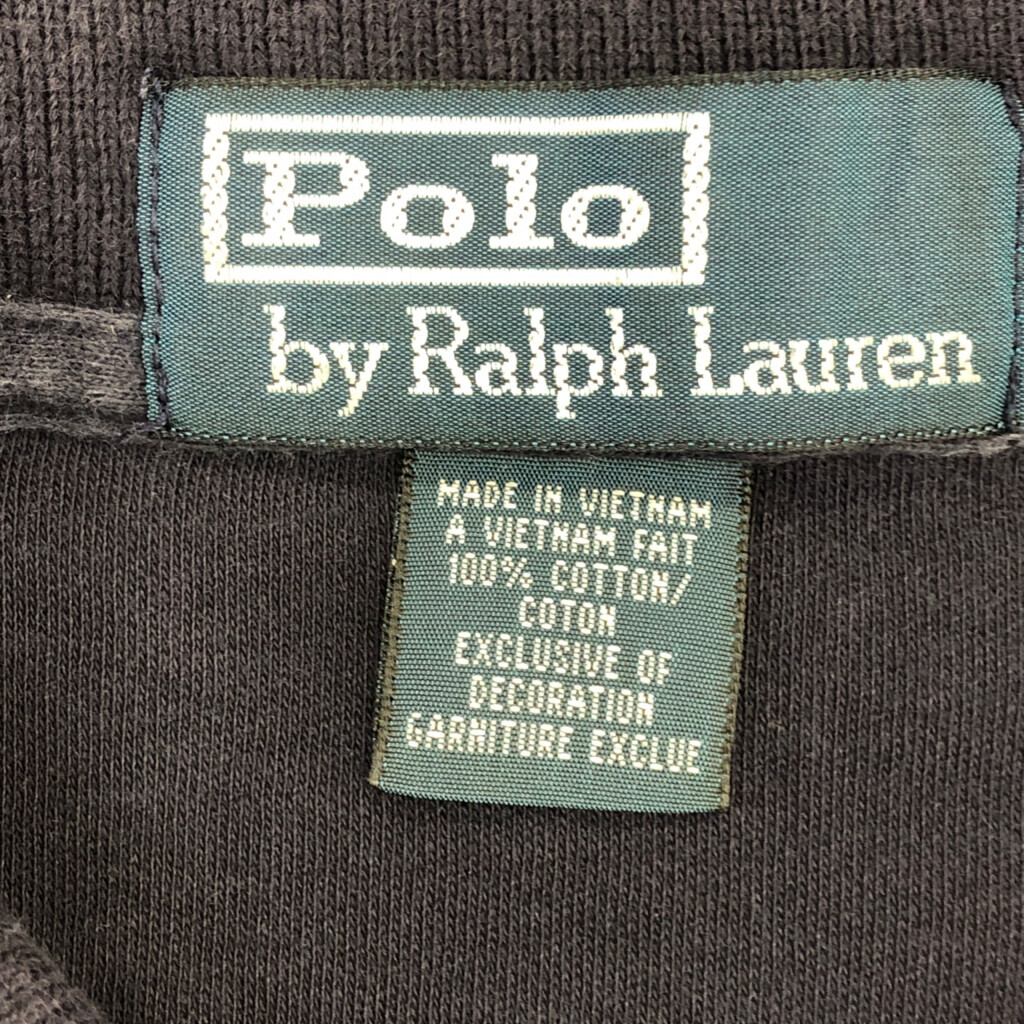 Polo
by Ralph Lauren
MADE IN VIETNAM
A VIETNAM FAIT
100% COTTON/
COTON
EXCLUSIVE OF
DECORATION
GARNITURE EXCLUE